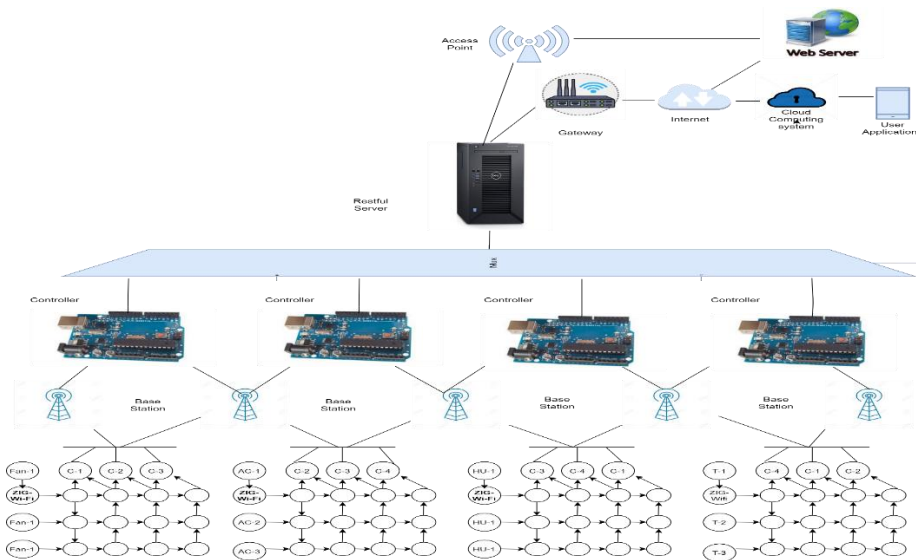 Access
Point
Web Server
Gateway
Internet
Cloud
Computing
system
User
Application
Restful
Server
Mux
Controller
Controller
Controller
Controller
Base
Station
Base
Station
Base
Station
Base
Station
Fan-1
C-1
C-2
C-3
AC-1
C-2
C-3
C-4
HU-1
C-3
C-4
C-1
T-1
C-4
C-1
C-2
ZIG-
Wi-Fi
ZIG-
Wi-Fi
ZIG-
Wi-Fi
ZIG-
Wifi
Fan-1
AC-2
HU-1
T-2
Fan-1
AC-3
HU-1
T-3